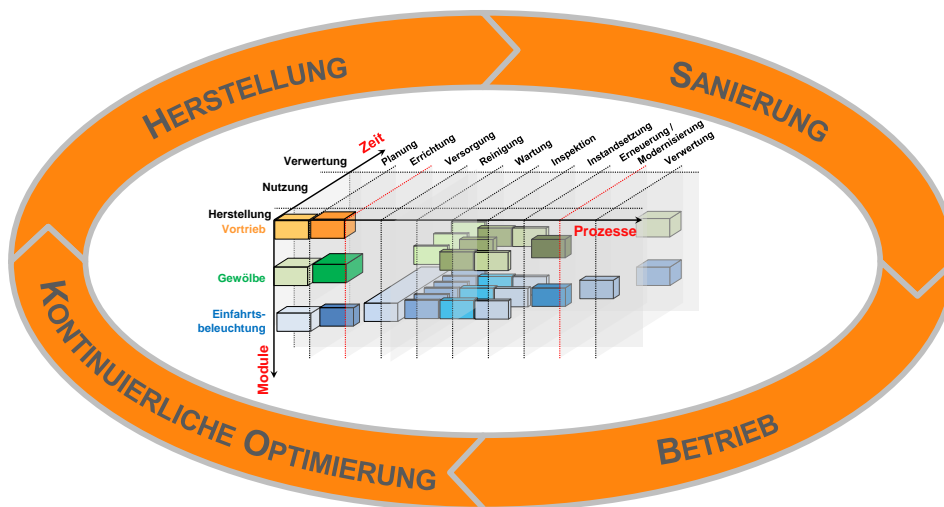 HERSTELLUNG
SANIERUNG
BETRIEB
KONTINUIERLICHE OPTIMIERUNG
Zeit
Verwertung
Nutzung
Herstellung
Planung
Errichtung
Versorgung
Reinigung
Wartung
Inspektion
Instandsetzung
Erneuerung /
Modernisierung
Verwertung
Prozesse
Vortrieb
Gewölbe
Einfahrts-
beleuchtung
Module